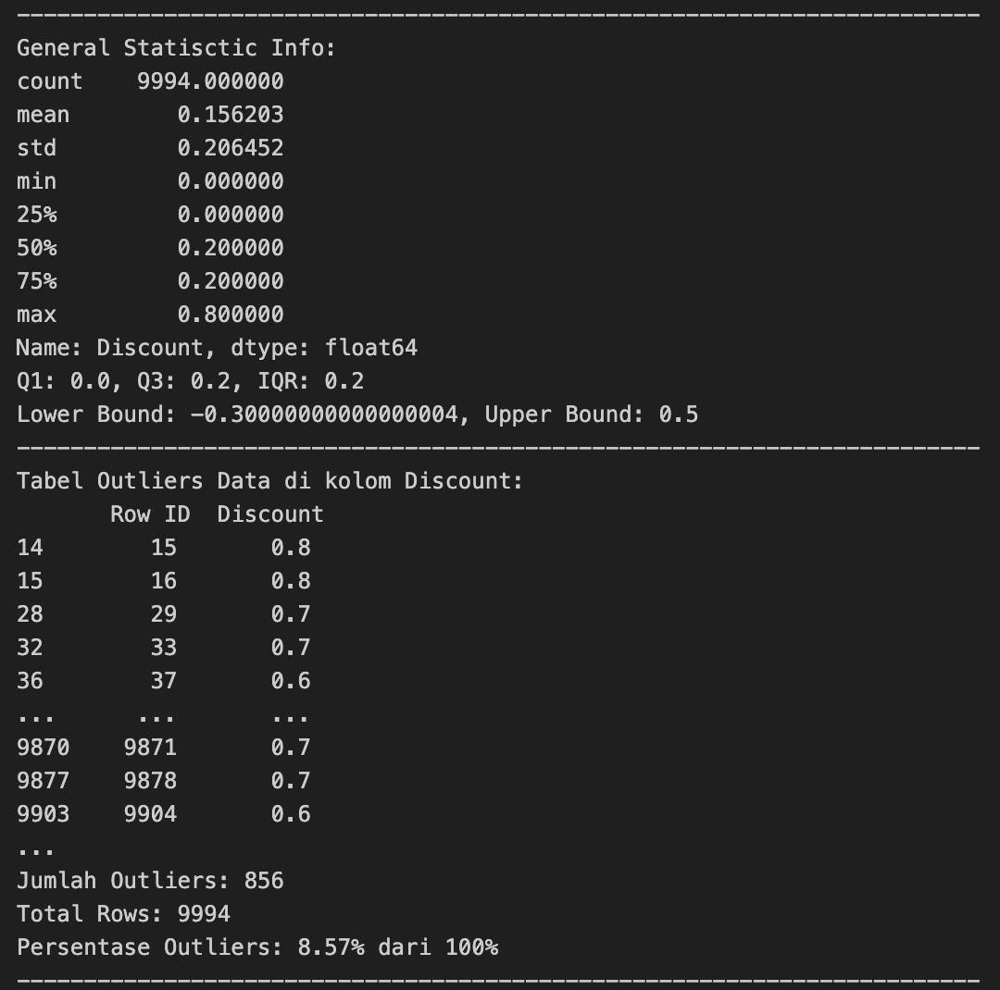 ------------------------------------------------------------------------
General Statisctic Info:
count    9994.000000
mean        0.156203
std         0.206452
min         0.000000
25%         0.000000
50%         0.200000
75%         0.200000
max         0.800000
Name: Discount, dtype: float64
Q1: 0.0, Q3: 0.2, IQR: 0.2
Lower Bound: -0.30000000000000004, Upper Bound: 0.5
------------------------------------------------------------------------
Tabel Outliers Data di kolom Discount:
       Row ID  Discount
14         15       0.8
15         16       0.8
28         29       0.7
32         33       0.7
36         37       0.6
...       ...       ...
9870    9871       0.7
9877    9878       0.7
9903    9904       0.6
...
Jumlah Outliers: 856
Total Rows: 9994
Persentase Outliers: 8.57% dari 100%
------------------------------------------------------------------------